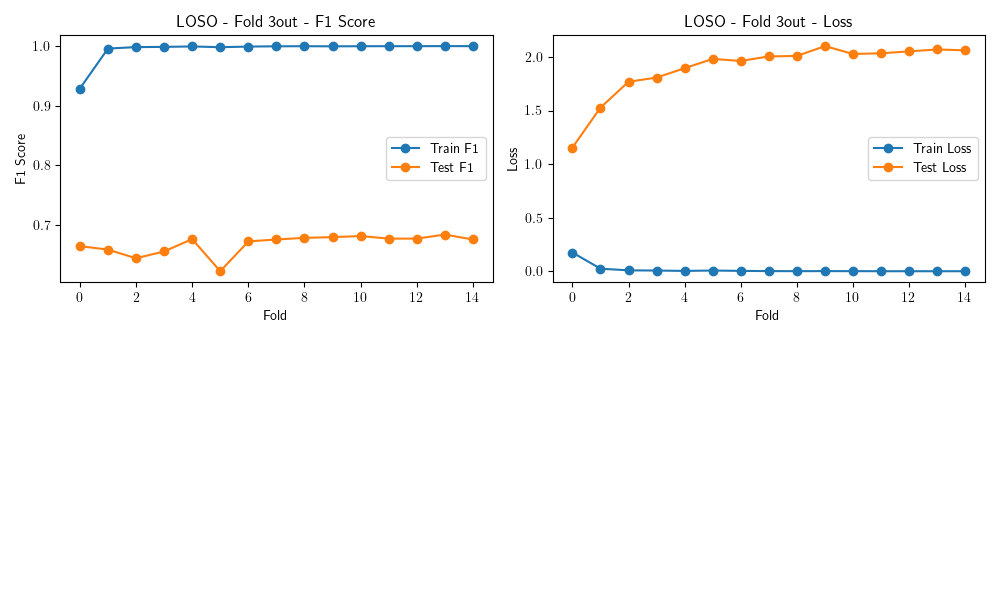 LOSO - Fold 3out - F1 Score
1.0
0.9
0.8
0.7
F1 Score
Train F1
Test F1
0 2 4 6 8 10 12 14
Fold
LOSO - Fold 3out - Loss
2.0
1.5
1.0
0.5
0.0
Loss
Train Loss
Test Loss
0 2 4 6 8 10 12 14
Fold